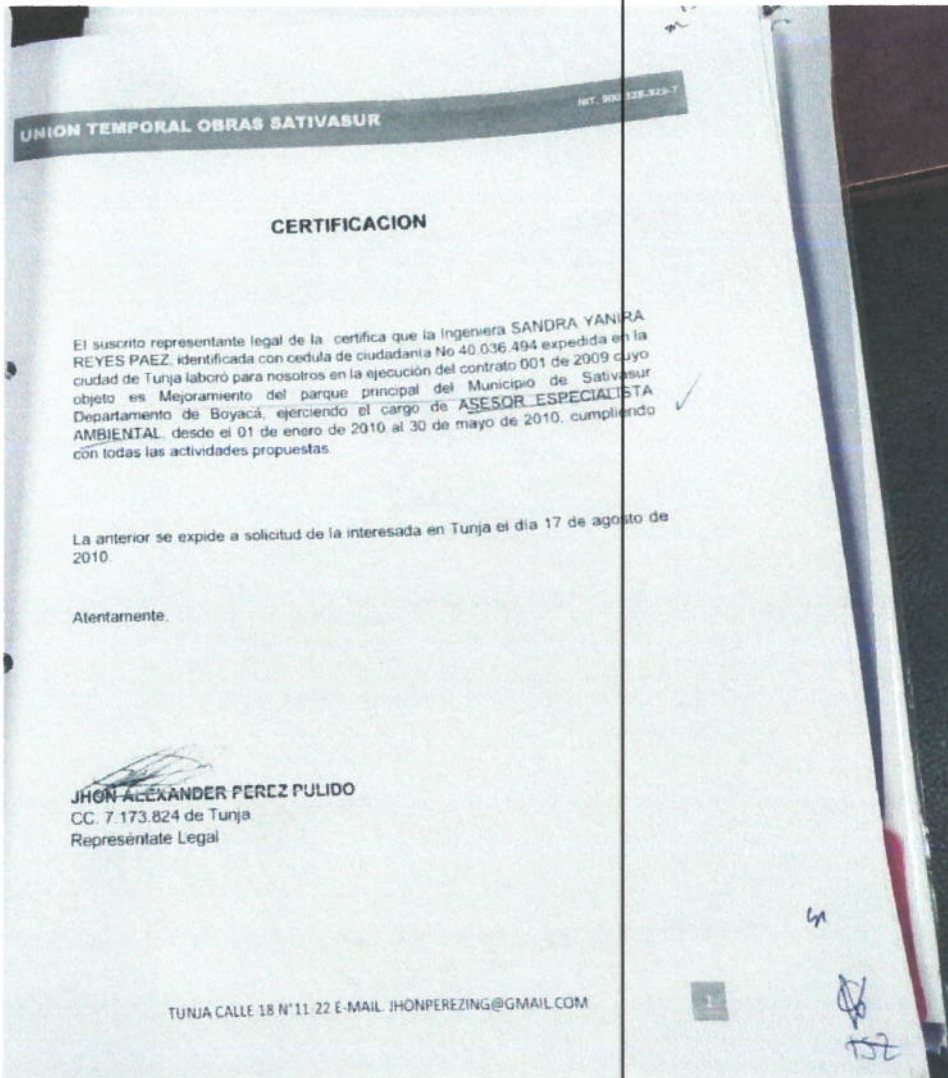 UNION TEMPORAL OBRAS SATIVASUR
CERTIFICACION
El suscrito representante legal de la certifica que la Ingeniera SANDRA YANIRA
REYES PAEZ, identificada con cedula de ciudadania No 40.036.494 expedida en la
ciudad de Tunja laboró para nosotros en la ejecución del contrato 001 de 2009 cuyo
objeto es Mejoramiento del parque principal del Municipio de Sativasur
Departamento de Boyacá, ejerciendo el cargo de ASESOR ESPECIALISTA
AMBIENTAL, desde el 01 de enero de 2010 al 30 de mayo de 2010, cumpliendo
con todas las actividades propuestas.
La anterior se expide a solicitud de la interesada en Tunja el día 17 de agosto de
2010.
Atentamente.
JHON ALEXANDER PEREZ PULIDO
CC. 7.173.824 de Tunja
Representate Legal
TUNJA CALLE 18 N°11 22 E-MAIL. JHONPEREZING@GMAIL.COM
1